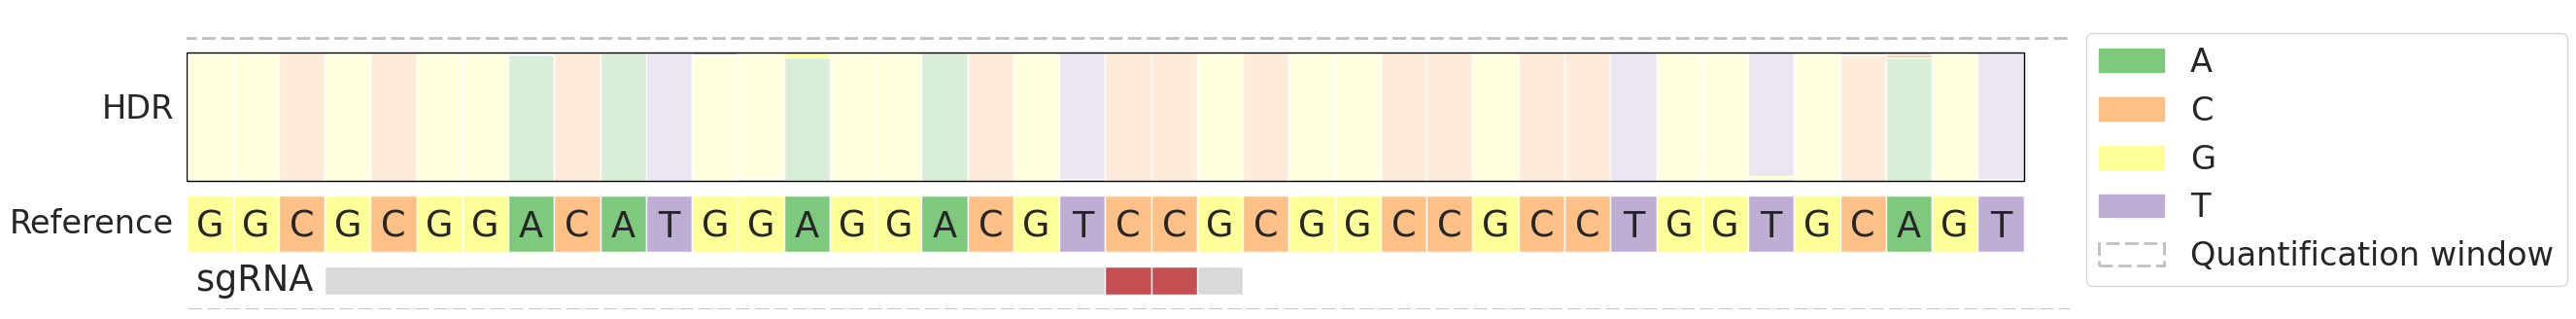 HDR
Reference G G C G C G G A C A T G G A G G A C G T C C G C G G C C G C C T G G T G C A G T
sgRNA
A
C
G
T
Quantification window